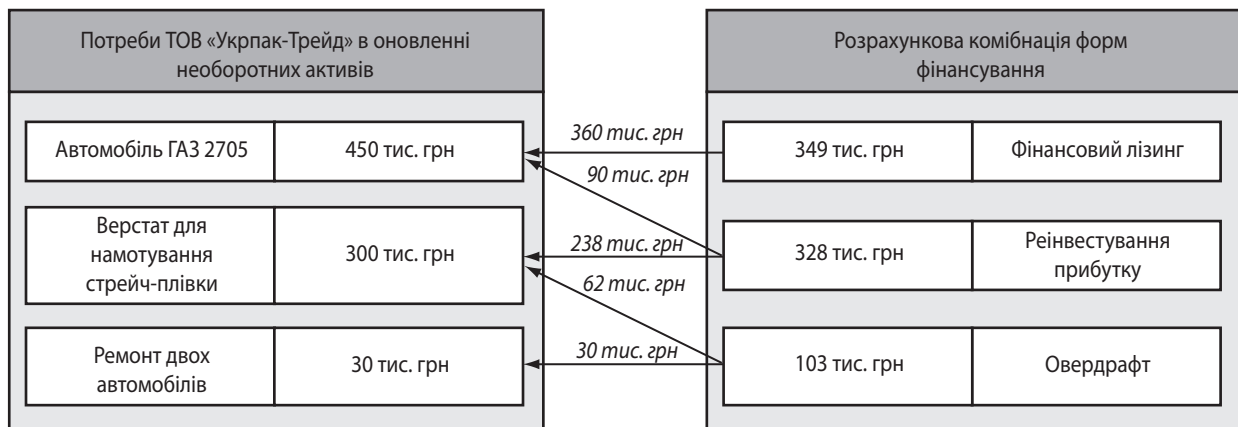 Потреби ТОВ «Укрпак-Трейд» в оновленні
необоротних активів
Розрахункова комібнація форм
фінансування
Автомобіль ГАЗ 2705
450 тис. грн
360 тис. грн
349 тис. грн
Фінансовий лізинг
90 тис. грн
Верстат для
намотування
стрейч-плівки
300 тис. грн
238 тис. грн
328 тис. грн
Реінвестування
прибутку
62 тис. грн
Ремонт двох
автомобілів
30 тис. грн
30 тис. грн
103 тис. грн
Овердрафт